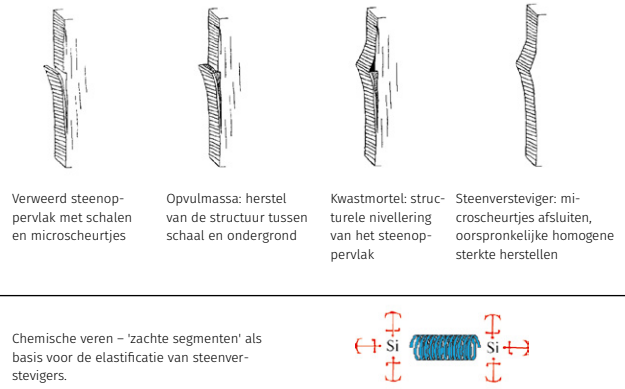 Verweerd steenop-
pervlak met schalen
en microscheurtjes
Opvulmassa: herstel
van de structuur tussen
schaal en ondergrond
Kwastmortel: struc-
turele nivellering
van het steenop-
pervlak
Steenversteviger: mi-
croscheurtjes afsluiten,
oorspronkelijke homogene
sterkte herstellen
Chemische veren – 'zachte segmenten' als
basis voor de elastificatie van steenver-
stevigers.
Si Si